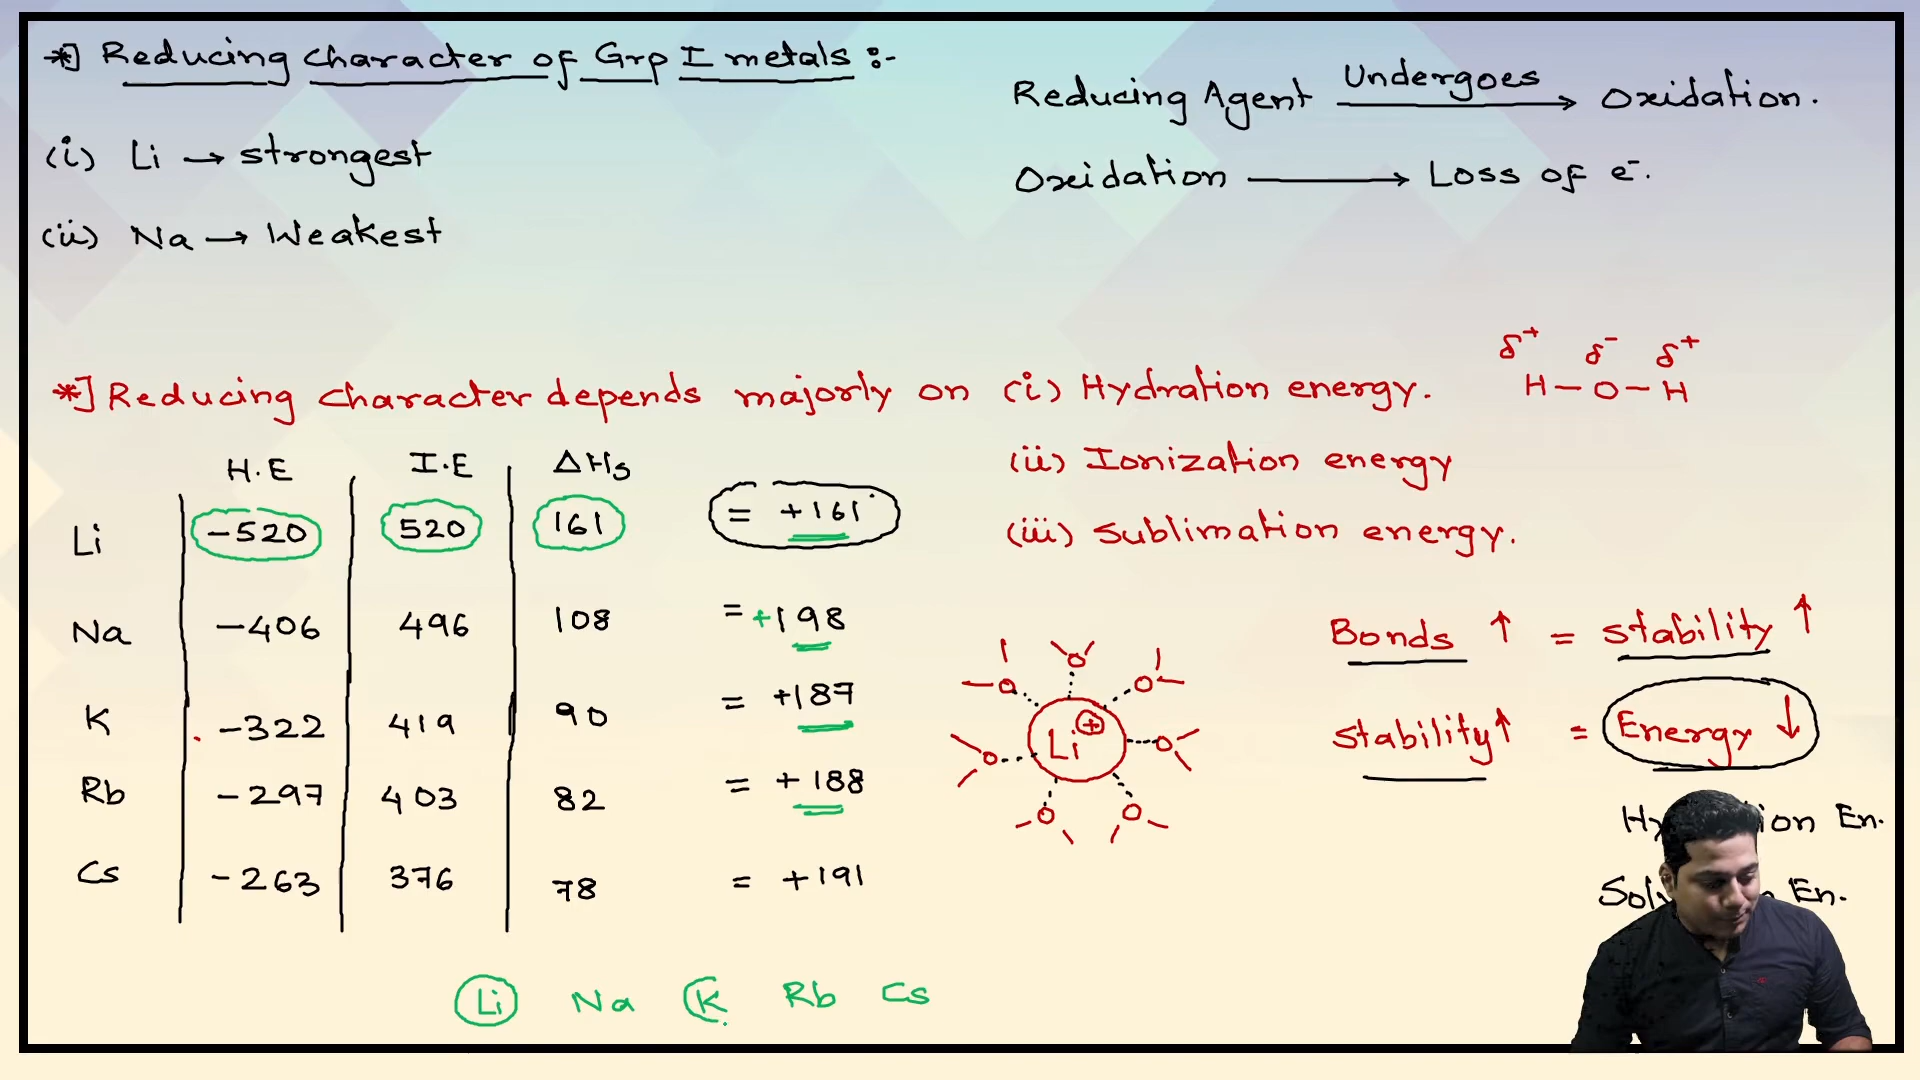 *] Reducing character of Grp I metals :-
Reducing Agent Undergoes → Oxidation.
(i) Li → strongest
Oxidation → Loss of e⁻.
(ii) Na → Weakest
δ+ δ- δ+
H – O – H
*] Reducing character depends majorly on (i) Hydration energy.
(ii) Ionization energy
(iii) Sublimation energy.
H.E I.E ΔHs
Li -520 520 161 = +161
Na -406 496 108 = +198
K -322 419 90 = +187
Rb -297 403 82 = +188
Cs -263 376 78 = +191
O O O
O Li + O
O O
Bonds ↑ = stability ↑
stability ↑ = Energy ↓
En.
En.
Li Na K Rb Cs